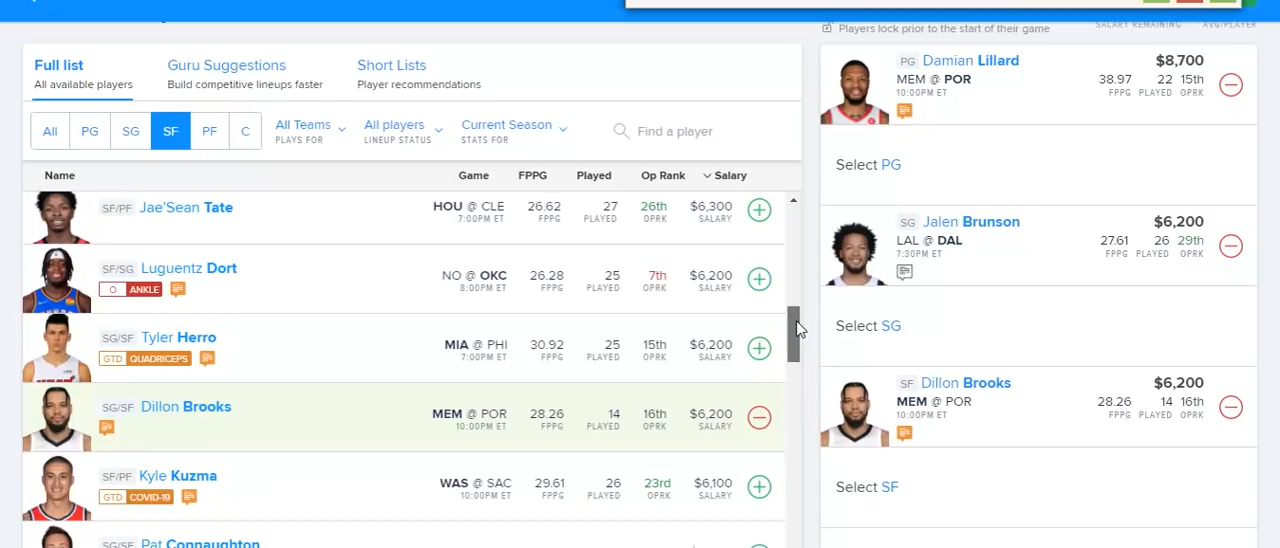 Full list
All available players
Guru Suggestions
Build competitive lineups faster
Short Lists
Player recommendations
All
PG
SG
SF
PF
C
All Teams
PLAYS FOR
All players
LINEUP STATUS
Current Season
STATS FOR
Find a player
Name Game FPPG Played Op Rank Salary
SF/PF Jae'Sean Tate
HOU @ CLE 26.62 27 26th $6,300
7:00PM ET FPPG PLAYED OPRK SALARY
SF/SG Luguentz Dort
O ANKLE
NO @ OKC 26.28 25 7th $6,200
8:00PM ET FPPG PLAYED OPRK SALARY
SG/SF Tyler Herro
GTD QUADRICEPS
MIA @ PHI 30.92 25 15th $6,200
7:00PM ET FPPG PLAYED OPRK SALARY
SG/SF Dillon Brooks
MEM @ POR 28.26 14 16th $6,200
10:00PM ET FPPG PLAYED OPRK SALARY
SF/PF Kyle Kuzma
GTD COVID-19
WAS @ SAC 29.61 26 23rd $6,100
10:00PM ET FPPG PLAYED OPRK SALARY
SG/SF Pat Connaughton
SALARY REMAINING AVG/PLAYER
Players lock prior to the start of their game
PG Damian Lillard $8,700
MEM @ POR 38.97 22 15th
10:00PM ET FPPG PLAYED OPRK
Select PG
SG Jalen Brunson $6,200
LAL @ DAL 27.61 26 29th
7:30PM ET FPPG PLAYED OPRK
Select SG
SF Dillon Brooks $6,200
MEM @ POR 28.26 14 16th
10:00PM ET FPPG PLAYED OPRK
Select SF